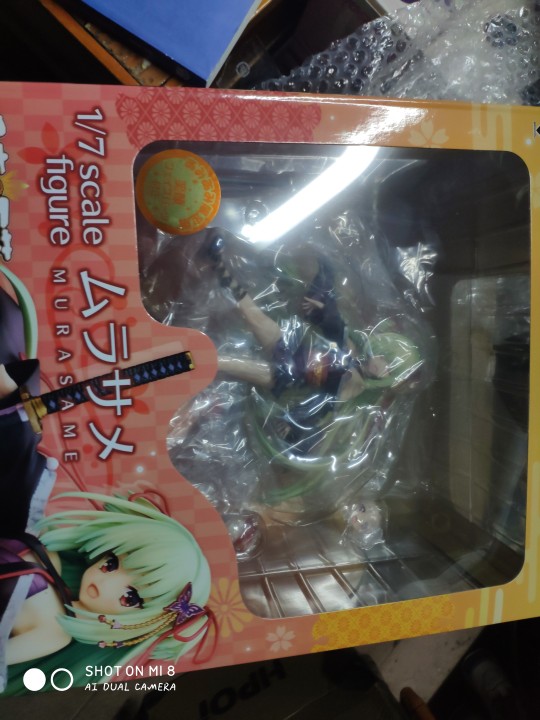 1/7 scale
figure
ムラサメ
MURASAME
SHOT ON MI 8
AI DUAL CAMERA